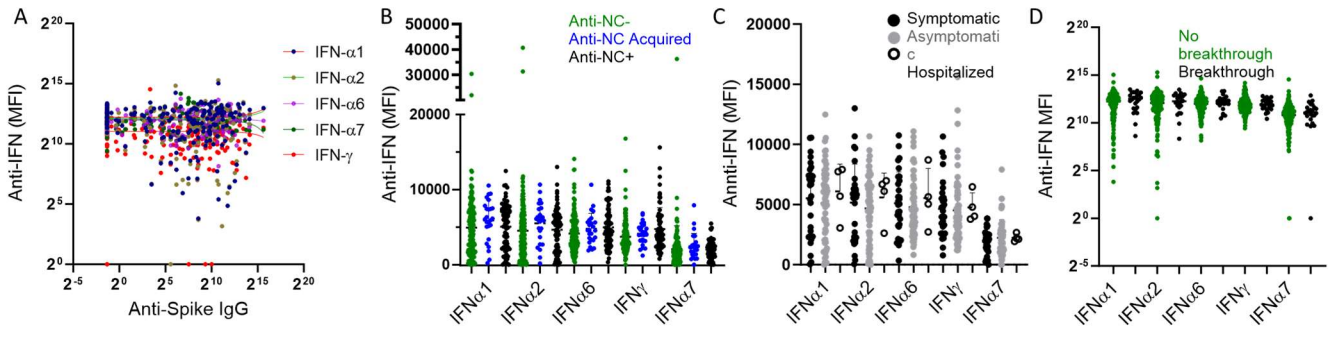 A
2^20
2^15
2^10
2^5
2^0
Anti-IFN (MFI)
2^-5
2^0
2^5
2^10
2^15
2^20
Anti-Spike IgG
IFN-α1
IFN-α2
IFN-α6
IFN-α7
IFN-γ
B
50000
40000
30000
20000
10000
0
Anti-IFN (MFI)
Anti-NC-
Anti-NC Acquired
Anti-NC+
IFNα1
IFNα2
IFNα6
IFNγ
IFNα7
C
20000
15000
10000
5000
0
Annti-IFN (MFI)
Symptomatic
Asymptomati
c
Hospitalized
IFNα1
IFNα2
IFNα6
IFNγ
IFNα7
D
2^20
2^15
2^10
2^5
2^0
2^-5
Anti-IFN MFI
No
breakthrough
Breakthrough
IFNα1
IFNα2
IFNα6
IFNγ
IFNα7